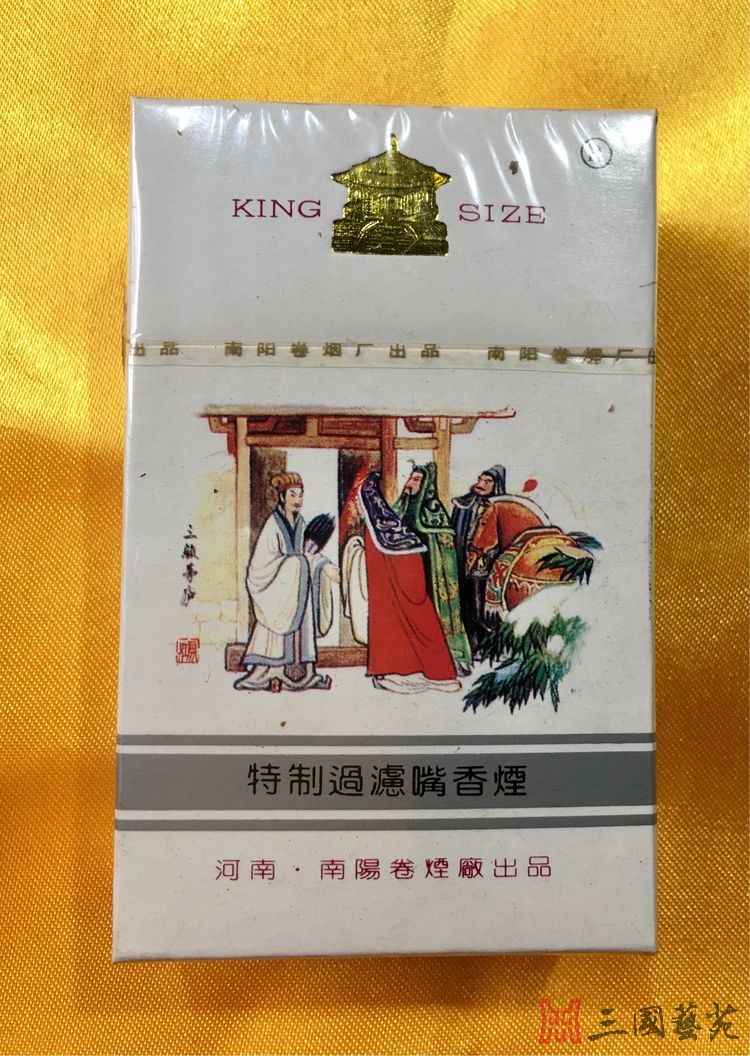 KING SIZE
出品 南阳卷烟厂出品 南阳卷烟厂出
三顧茅庐
特制過濾嘴香煙
河南·南陽卷煙廠出品
三國藝苑